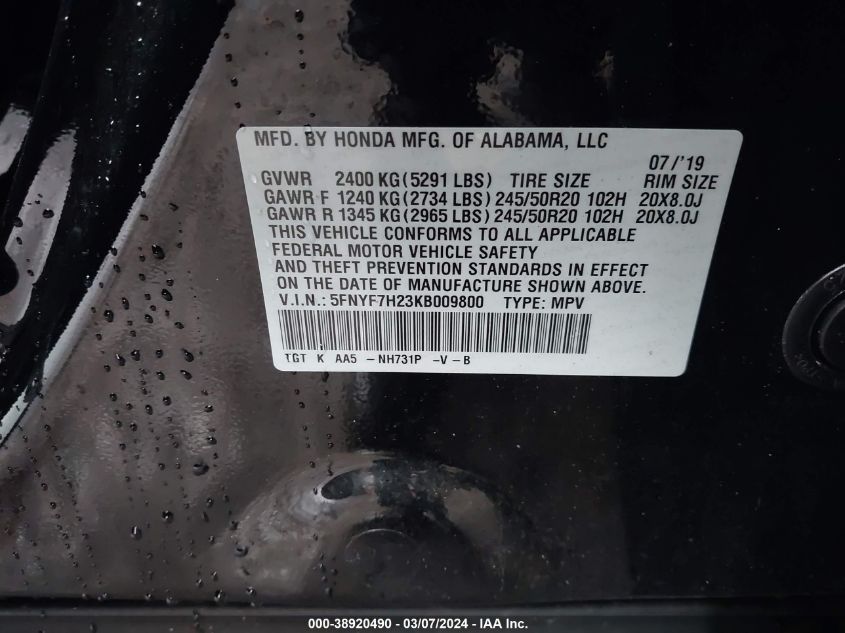 MFD. BY HONDA MFG. OF ALABAMA, LLC
07/'19
GVWR 2400 KG(5291 LBS) TIRE SIZE RIM SIZE
GAWR F 1240 KG(2734 LBS) 245/50R20 102H 20X8.0J
GAWR R 1345 KG(2965 LBS) 245/50R20 102H 20X8.0J
THIS VEHICLE CONFORMS TO ALL APPLICABLE
FEDERAL MOTOR VEHICLE SAFETY
AND THEFT PREVENTION STANDARDS IN EFFECT
ON THE DATE OF MANUFACTURE SHOWN ABOVE.
V.I.N.: 5FNYF7H23KB009800 TYPE: MPV
TGT K AA5 -NH731P -V-B
000-38920490 - 03/07/2024 - IAA Inc.